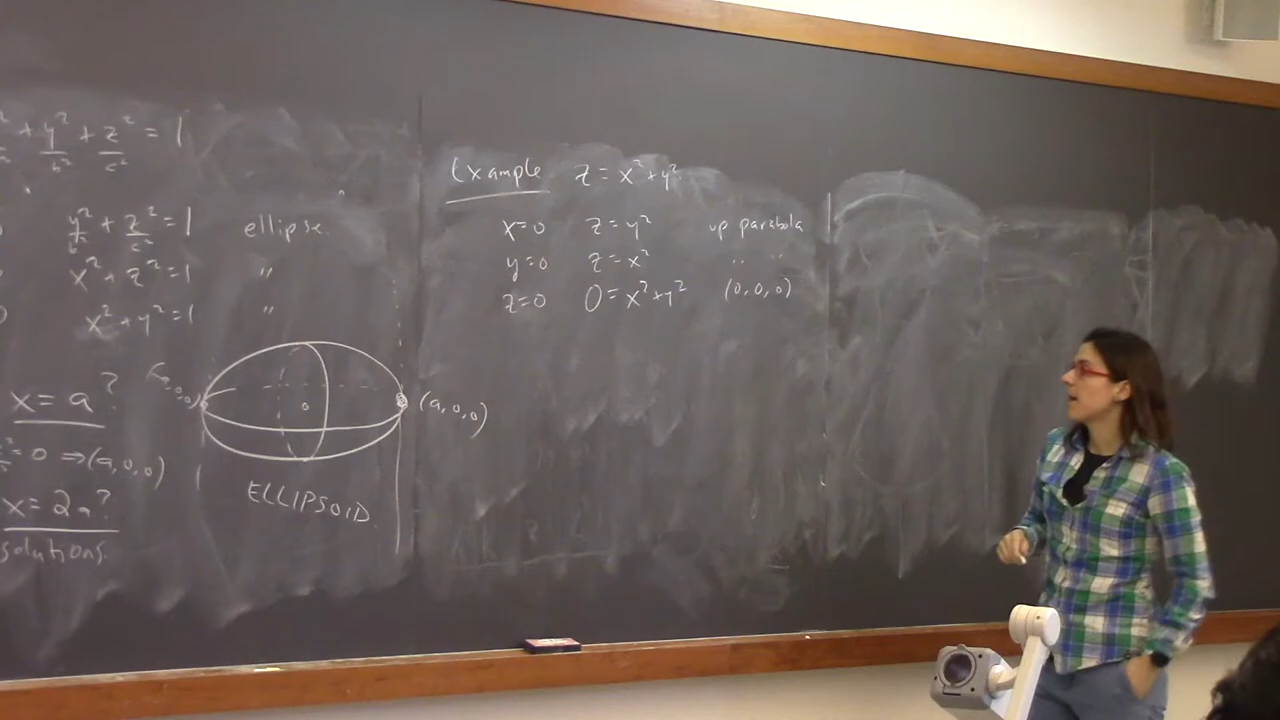 + y²/b² + z²/c² = 1
y²/b² + z²/c² = 1 ellipse.
x² + z² = 1 "
x² + y² = 1 "
x = a ?
= 0 ⇒ (a,0,0)
x = 2a ?
solutions.
(a,0,0)
ELLIPSOID
Example z = x² + y²
x=0 z = y² up parabola
y=0 z = x² " "
z=0 0 = x² + y² (0,0,0)